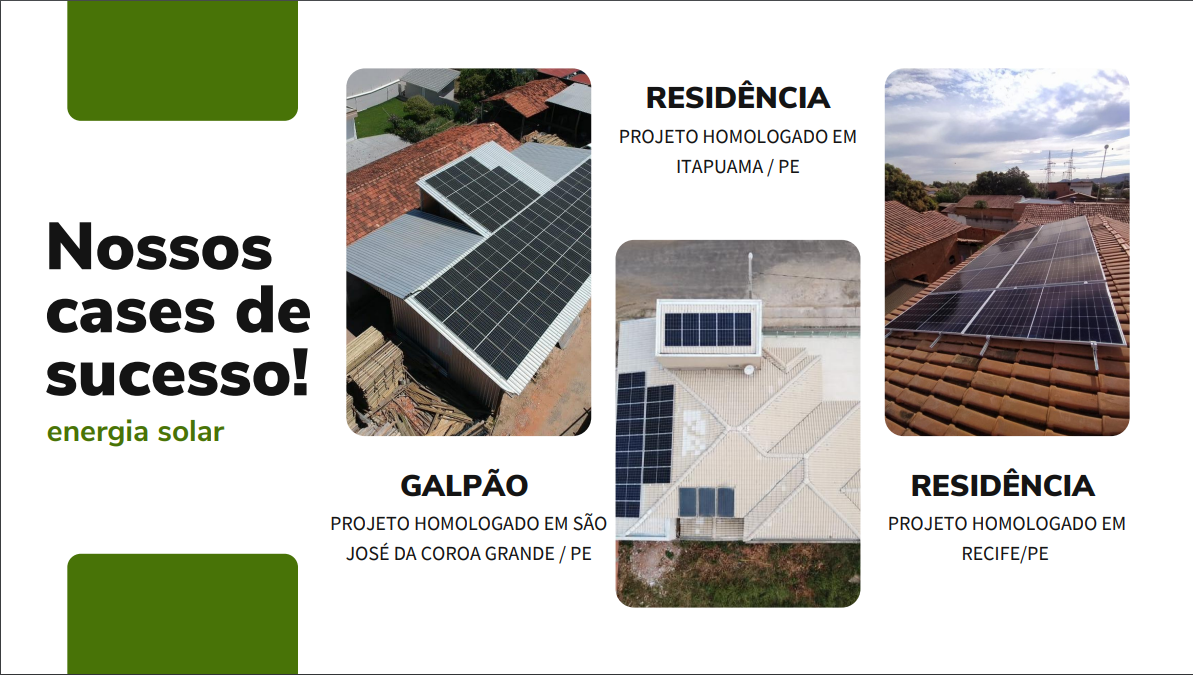 Nossos
cases de
sucesso!
energia solar
GALPÃO
PROJETO HOMOLOGADO EM SÃO
JOSÉ DA COROA GRANDE / PE
RESIDÊNCIA
PROJETO HOMOLOGADO EM
ITAPUAMA / PE
RESIDÊNCIA
PROJETO HOMOLOGADO EM
RECIFE/PE